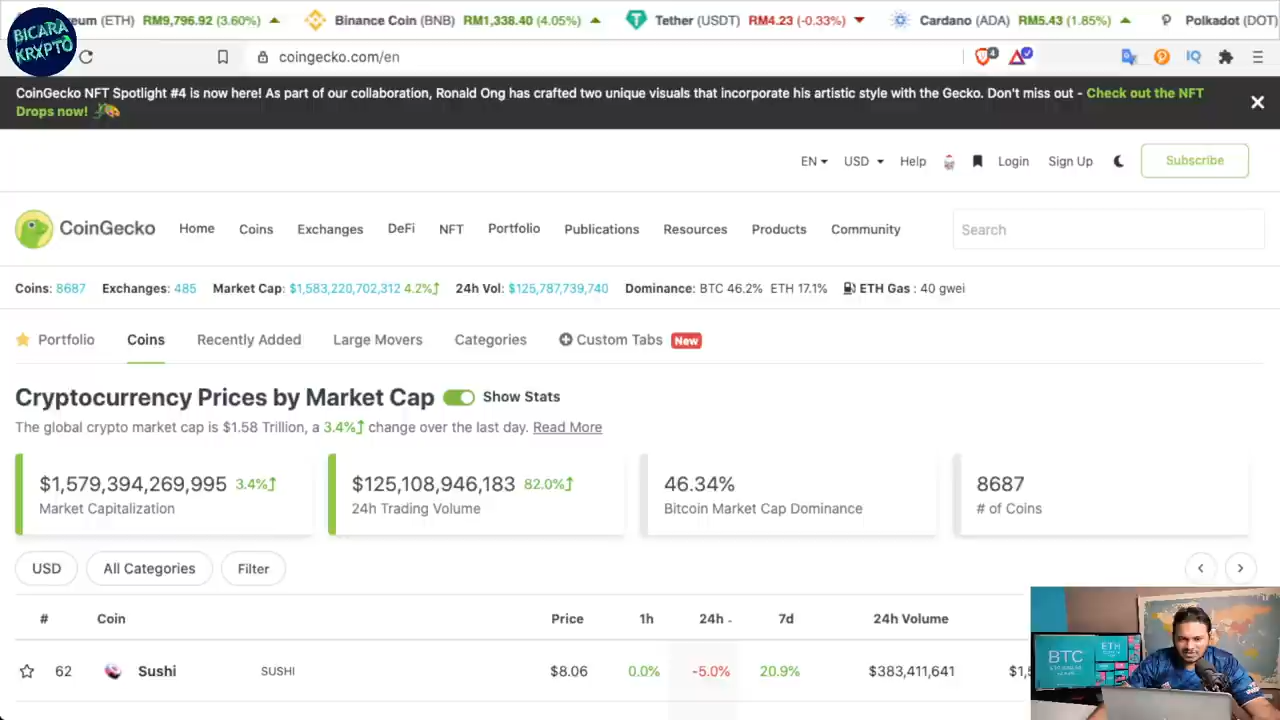 eum (ETH) RM9,796.92 (3.60%) Binance Coin (BNB) RM1,338.40 (4.05%) Tether (USDT) RM4.23 (-0.33%) Cardano (ADA) RM5.43 (1.85%) Polkadot (DOT)
BICARA
KRYPTO
coingecko.com/en
4
IQ
CoinGecko NFT Spotlight #4 is now here! As part of our collaboration, Ronald Ong has crafted two unique visuals that incorporate his artistic style with the Gecko. Don't miss out - Check out the NFT
Drops now!
EN USD Help Login Sign Up Subscribe
CoinGecko Home Coins Exchanges DeFi NFT Portfolio Publications Resources Products Community Search
Coins: 8687 Exchanges: 485 Market Cap: $1,583,220,702,312 4.2% 24h Vol: $125,787,739,740 Dominance: BTC 46.2% ETH 17.1% ETH Gas : 40 gwei
Portfolio Coins Recently Added Large Movers Categories Custom Tabs New
Cryptocurrency Prices by Market Cap Show Stats
The global crypto market cap is $1.58 Trillion, a 3.4% change over the last day. Read More
$1,579,394,269,995 3.4% $125,108,946,183 82.0% 46.34% 8687
Market Capitalization 24h Trading Volume Bitcoin Market Cap Dominance # of Coins
USD All Categories Filter
# Coin Price 1h 24h 7d 24h Volume
62 Sushi SUSHI $8.06 0.0% -5.0% 20.9% $383,411,641
BTC ETH